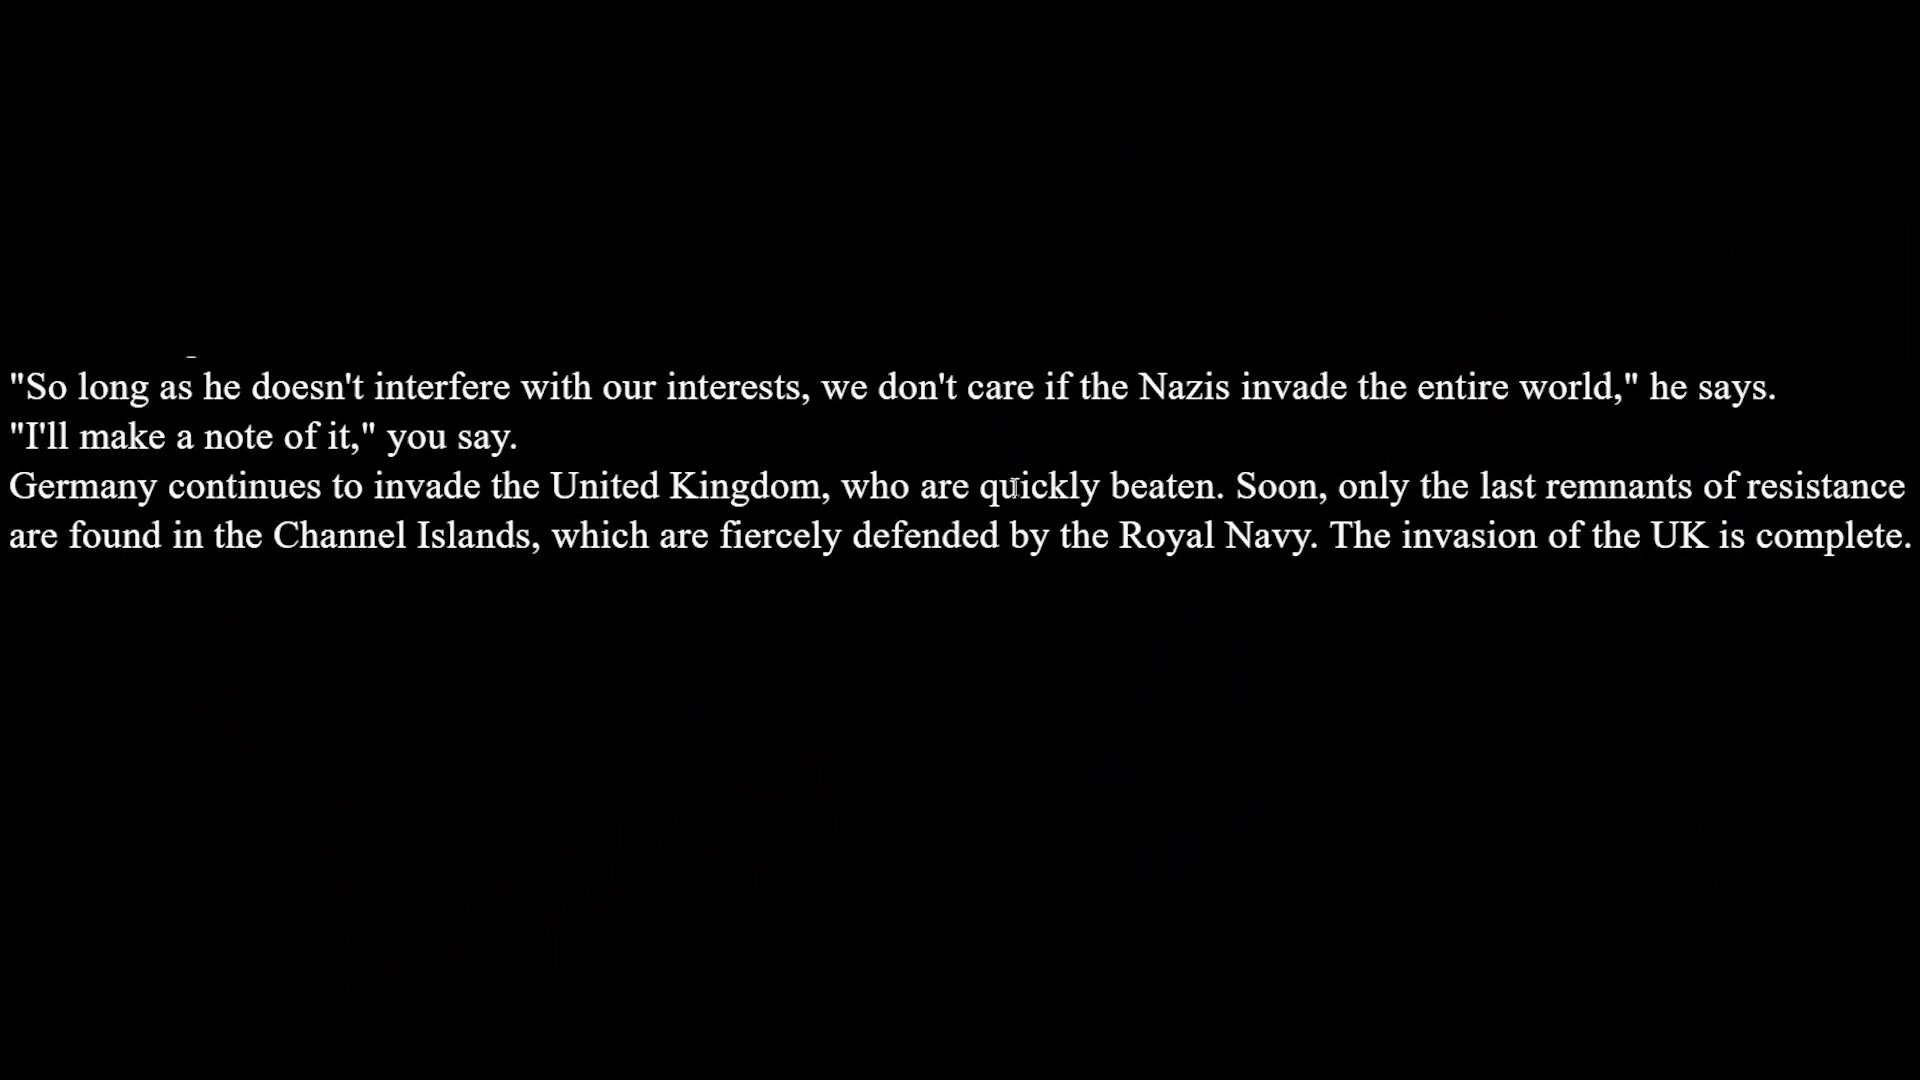 "So long as he doesn't interfere with our interests, we don't care if the Nazis invade the entire world," he says.
"I'll make a note of it," you say.
Germany continues to invade the United Kingdom, who are quickly beaten. Soon, only the last remnants of resistance
are found in the Channel Islands, which are fiercely defended by the Royal Navy. The invasion of the UK is complete.